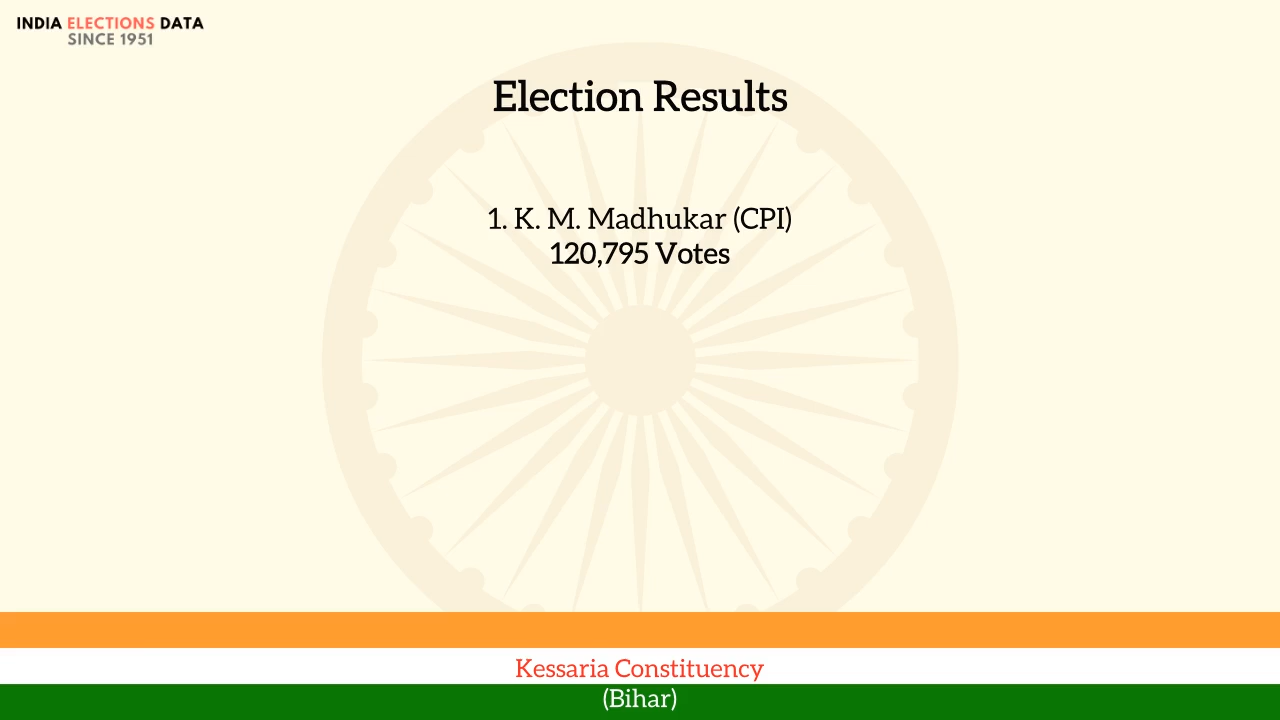 INDIA ELECTIONS DATA
SINCE 1951
Election Results
1. K. M. Madhukar (CPI)
120,795 Votes
Kessaria Constituency
(Bihar)